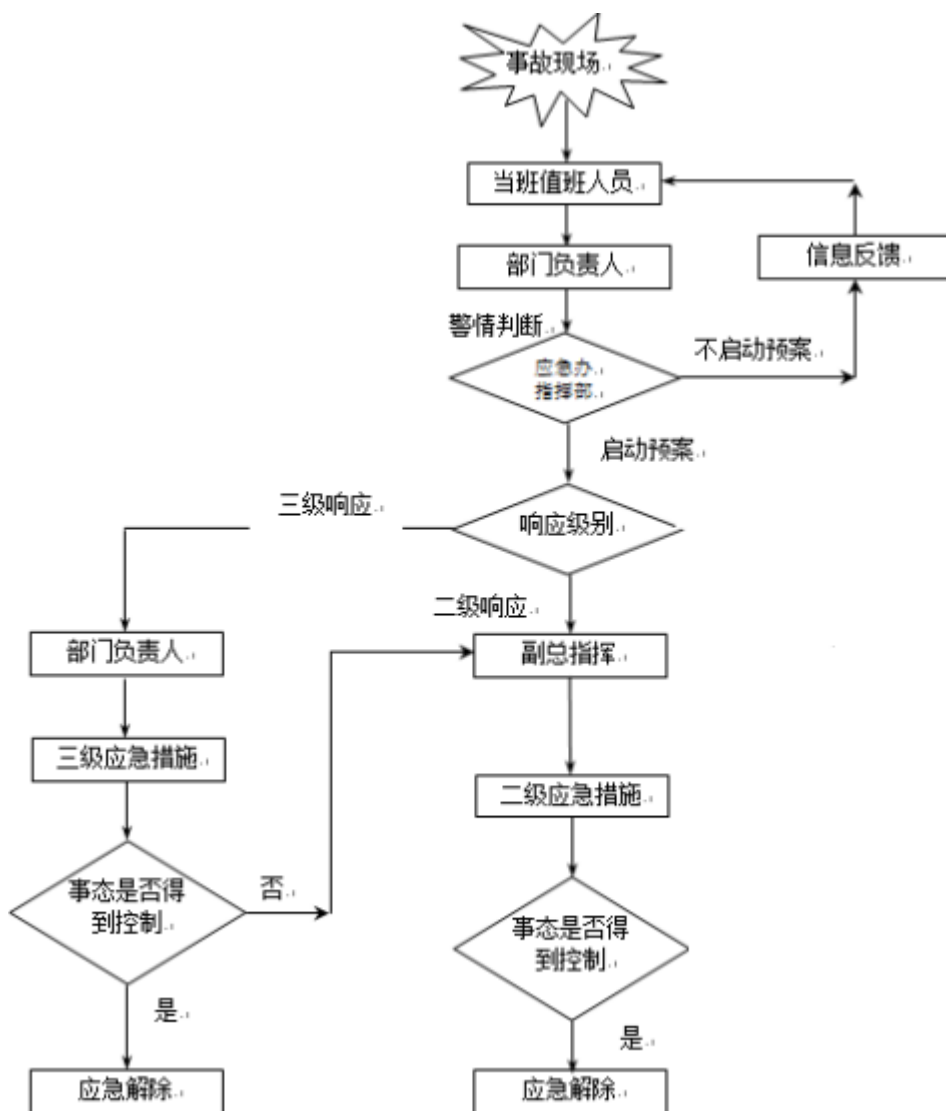 事故现场
当班值班人员
部门负责人
信息反馈
警情判断
不启动预案
应急办
指挥部
启动预案
三级响应
响应级别
二级响应
部门负责人
副总指挥
三级应急措施
二级应急措施
事态是否得
到控制
否
事态是否得
到控制
是
是
应急解除
应急解除